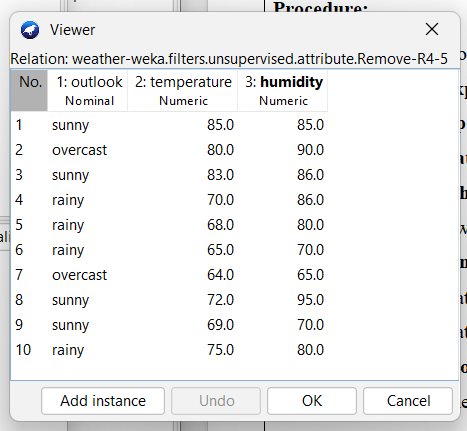 Procedure:
Viewer
Relation: weather-weka.filters.unsupervised.attribute.Remove-R4-5
No. 1: outlook 2: temperature 3: humidity
Nominal Numeric Numeric
1 sunny 85.0 85.0
2 overcast 80.0 90.0
3 sunny 83.0 86.0
4 rainy 70.0 86.0
5 rainy 68.0 80.0
6 rainy 65.0 70.0
7 overcast 64.0 65.0
8 sunny 72.0 95.0
9 sunny 69.0 70.0
10 rainy 75.0 80.0
Add instance Undo OK Cancel